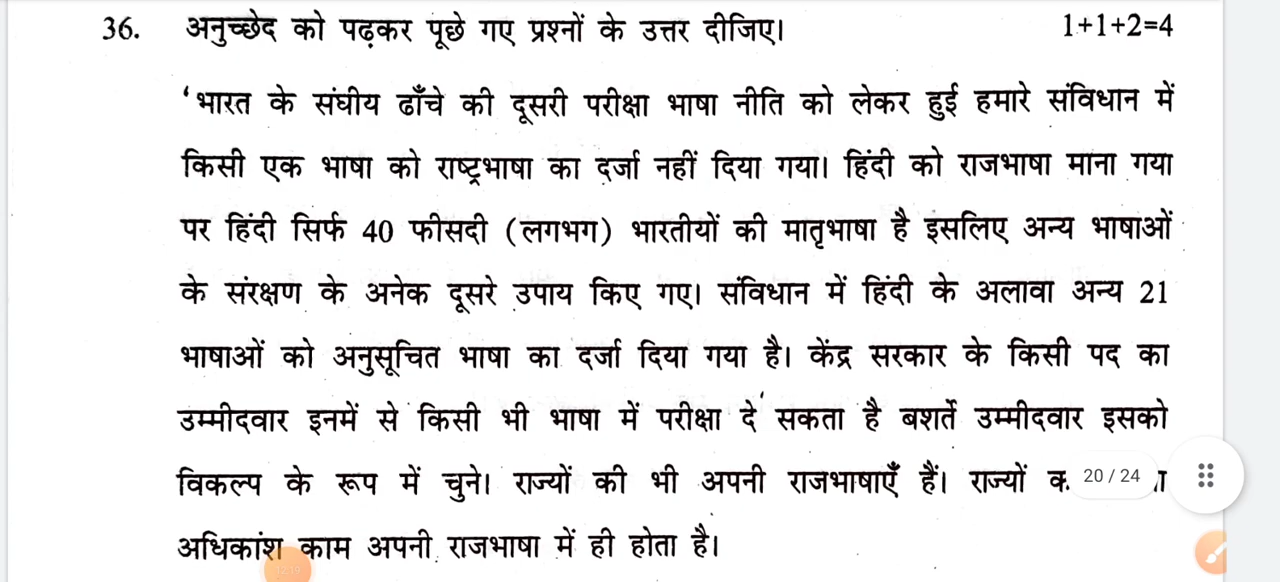 36. अनुच्छेद को पढ़कर पूछे गए प्रश्नों के उत्तर दीजिए। 1+1+2=4
'भारत के संघीय ढाँचे की दूसरी परीक्षा भाषा नीति को लेकर हुई हमारे संविधान में
किसी एक भाषा को राष्ट्रभाषा का दर्जा नहीं दिया गया। हिंदी को राजभाषा माना गया
पर हिंदी सिर्फ 40 फीसदी (लगभग) भारतीयों की मातृभाषा है इसलिए अन्य भाषाओं
के संरक्षण के अनेक दूसरे उपाय किए गए। संविधान में हिंदी के अलावा अन्य 21
भाषाओं को अनुसूचित भाषा का दर्जा दिया गया है। केंद्र सरकार के किसी पद का
उम्मीदवार इनमें से किसी भी भाषा में परीक्षा दे सकता है बशर्ते उम्मीदवार इसको
विकल्प के रूप में चुने। राज्यों की भी अपनी राजभाषाएँ हैं। राज्यों 20 / 24
अधिकांश काम अपनी राजभाषा में ही होता है।